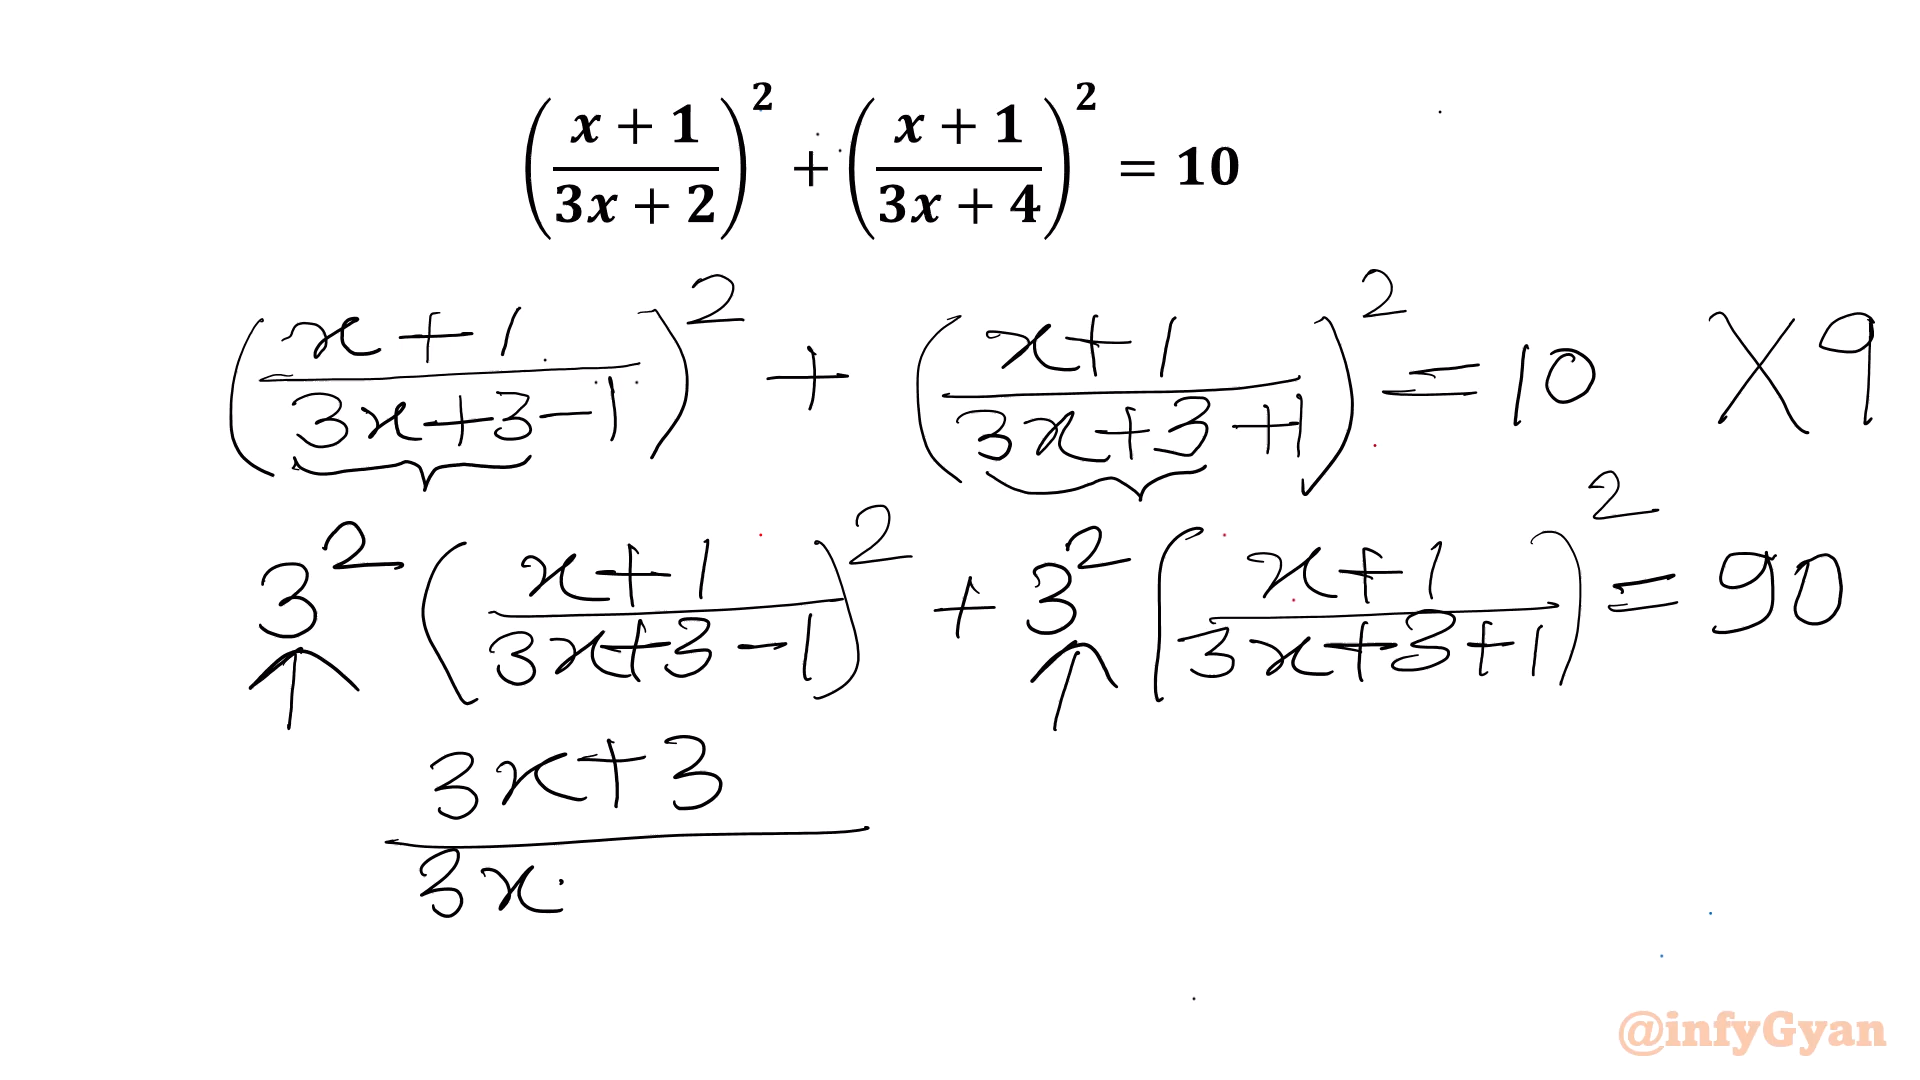 (x + 1 / 3x + 2)² + (x + 1 / 3x + 4)² = 10
(x + 1 / 3x + 3 - 1)² + (x + 1 / 3x + 3 + 1)² = 10 × 9
3² (x + 1 / 3x + 3 - 1)² + 3² (x + 1 / 3x + 3 + 1)² = 90
3x + 3
3x
@infyGyan